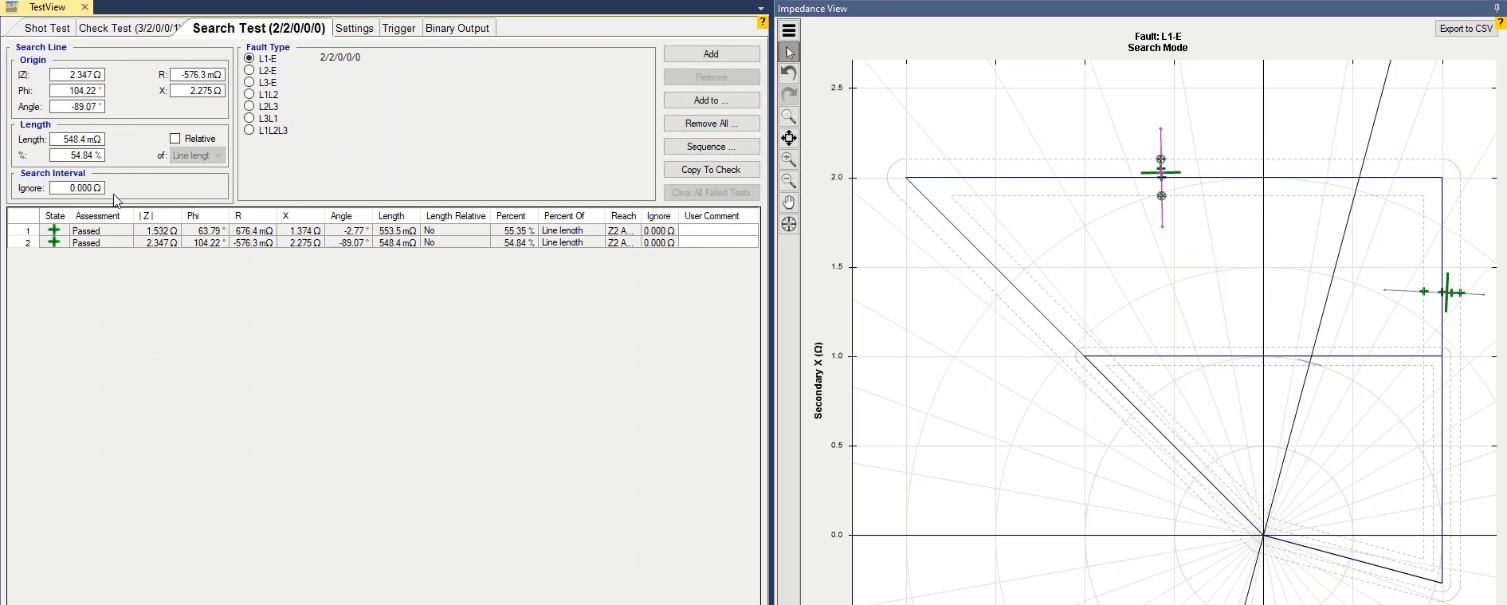 TestView ×
Shot Test Check Test (3/2/0/0/1) Search Test (2/2/0/0/0) Settings Trigger Binary Output ?
Search Line
Origin
|Z|: 2.347 Ω R: -576.3 mΩ
Phi: 104.22 ° X: 2.275 Ω
Angle: -89.07 °
Length
Length: 548.4 mΩ Relative
%: 54.84 % of: Line lengt
Search Interval
Ignore: 0.000 Ω
Fault Type
L1-E 2/2/0/0/0
L2-E
L3-E
L1L2
L2L3
L3L1
L1L2L3
Add
Remove
Add to ...
Remove All ...
Sequence ...
Copy To Check
Clear All Failed Tests
State Assessment | Z | Phi R X Angle Length Length Relative Percent Percent Of Reach Ignore User Comment
1 Passed 1.532 Ω 63.79 ° 676.4 mΩ 1.374 Ω -2.77 ° 553.5 mΩ No 55.35 % Line length Z2 A... 0.000 Ω
2 Passed 2.347 Ω 104.22 ° -576.3 mΩ 2.275 Ω -89.07 ° 548.4 mΩ No 54.84 % Line length Z2 A... 0.000 Ω
Impedance View
Export to CSV ?
Fault: L1-E
Search Mode
Secondary X (Ω)
2.5
2.0
1.5
1.0
0.5
0.0